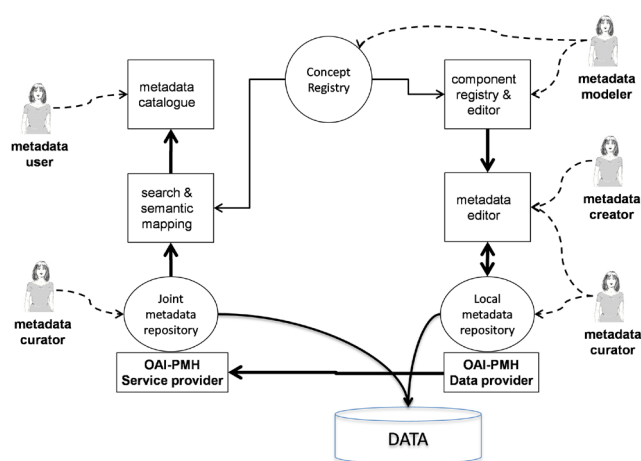 metadata
catalogue
Concept
Registry
component
registry &
editor
metadata
modeler
metadata
user
search &
semantic
mapping
metadata
editor
metadata
creator
Joint
metadata
repository
Local
metadata
repository
metadata
curator
metadata
curator
OAI-PMH
Service provider
OAI-PMH
Data provider
DATA